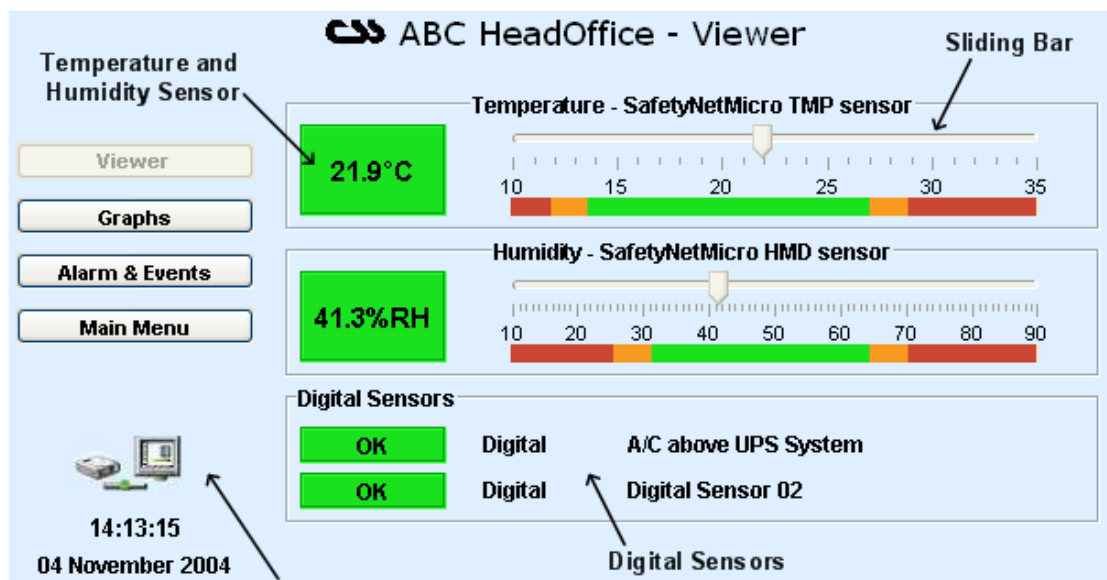 CSS ABC HeadOffice - Viewer
Temperature and
Humidity Sensor
Sliding Bar
Viewer
Graphs
Alarm & Events
Main Menu
Temperature - SafetyNetMicro TMP sensor
21.9°C
10 15 20 25 30 35
Humidity - SafetyNetMicro HMD sensor
41.3%RH
10 20 30 40 50 60 70 80 90
Digital Sensors
OK Digital A/C above UPS System
OK Digital Digital Sensor 02
Digital Sensors
14:13:15
04 November 2004